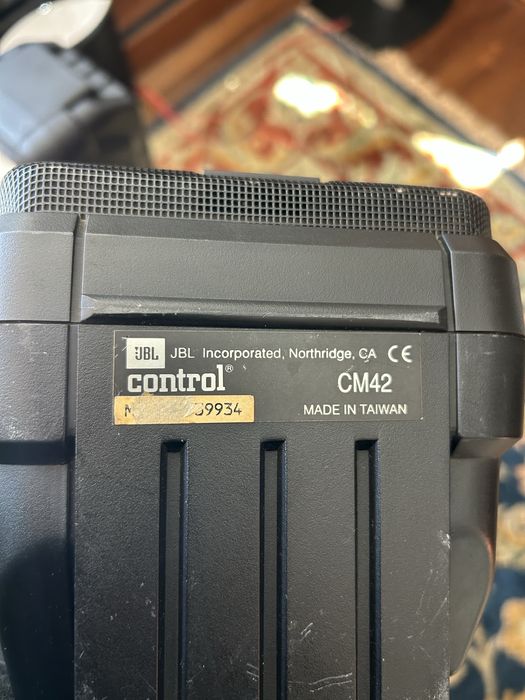 JBL JBL Incorporated, Northridge, CA CE
control® CM42
39934 MADE IN TAIWAN